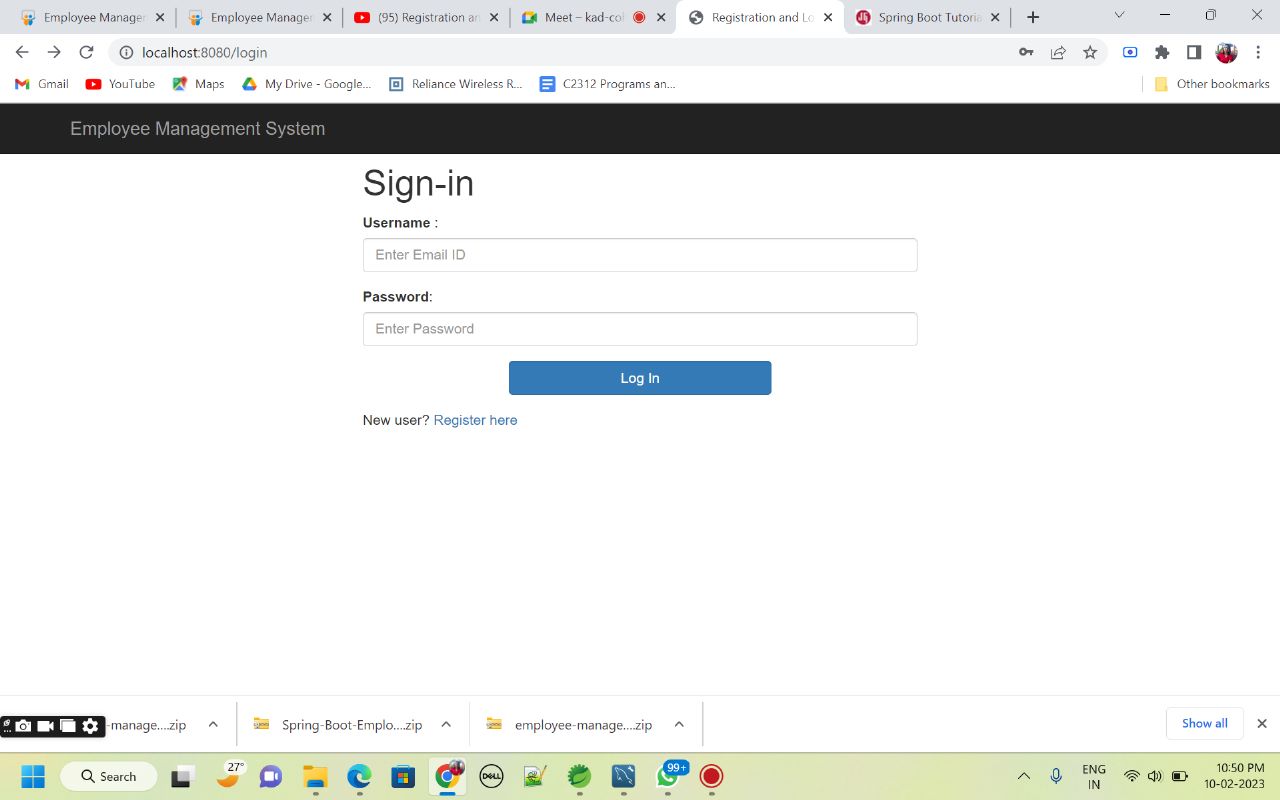 Employee Manager
Employee Manager
(95) Registration an
Meet – kad-col
Registration and Lo
Spring Boot Tutoria
localhost:8080/login
Gmail
YouTube
Maps
My Drive - Google...
Reliance Wireless R...
C2312 Programs an...
Other bookmarks
Employee Management System
Sign-in
Username :
Enter Email ID
Password:
Enter Password
Log In
New user? Register here
-manage....zip
Spring-Boot-Emplo....zip
employee-manage....zip
Show all
Search
27°
DELL
99+
ENG
IN
10:50 PM
10-02-2023